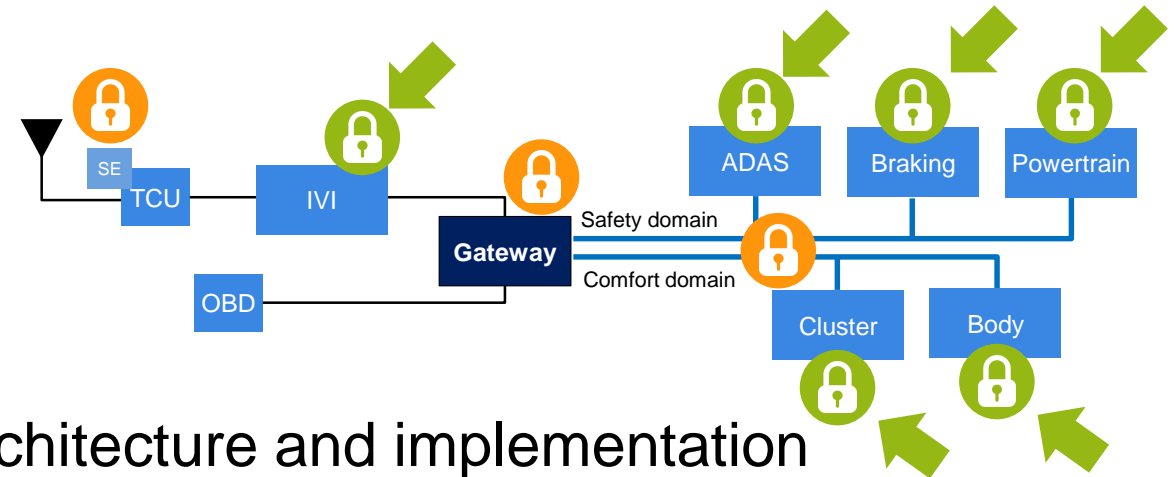 SE
TCU
IVI
OBD
Gateway
Safety domain
Comfort domain
ADAS
Braking
Powertrain
Cluster
Body
chitecture and implementation